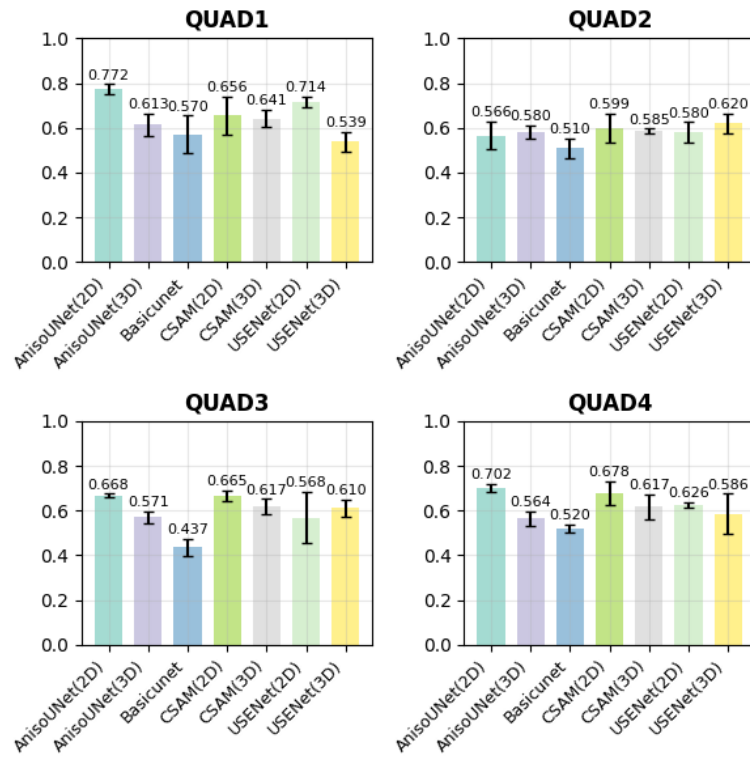 QUAD1
1.0
0.8
0.6
0.4
0.2
0.0
0.772
0.613
0.570
0.656
0.641
0.714
0.539
AnisoUNet(2D)
AnisoUNet(3D)
Basicunet
CSAM(2D)
CSAM(3D)
USENet(2D)
USENet(3D)
QUAD2
1.0
0.8
0.6
0.4
0.2
0.0
0.566
0.580
0.510
0.599
0.585
0.580
0.620
AnisoUNet(2D)
AnisoUNet(3D)
Basicunet
CSAM(2D)
CSAM(3D)
USENet(2D)
USENet(3D)
QUAD3
1.0
0.8
0.6
0.4
0.2
0.0
0.668
0.571
0.437
0.665
0.617
0.568
0.610
AnisoUNet(2D)
AnisoUNet(3D)
Basicunet
CSAM(2D)
CSAM(3D)
USENet(2D)
USENet(3D)
QUAD4
1.0
0.8
0.6
0.4
0.2
0.0
0.702
0.564
0.520
0.678
0.617
0.626
0.586
AnisoUNet(2D)
AnisoUNet(3D)
Basicunet
CSAM(2D)
CSAM(3D)
USENet(2D)
USENet(3D)